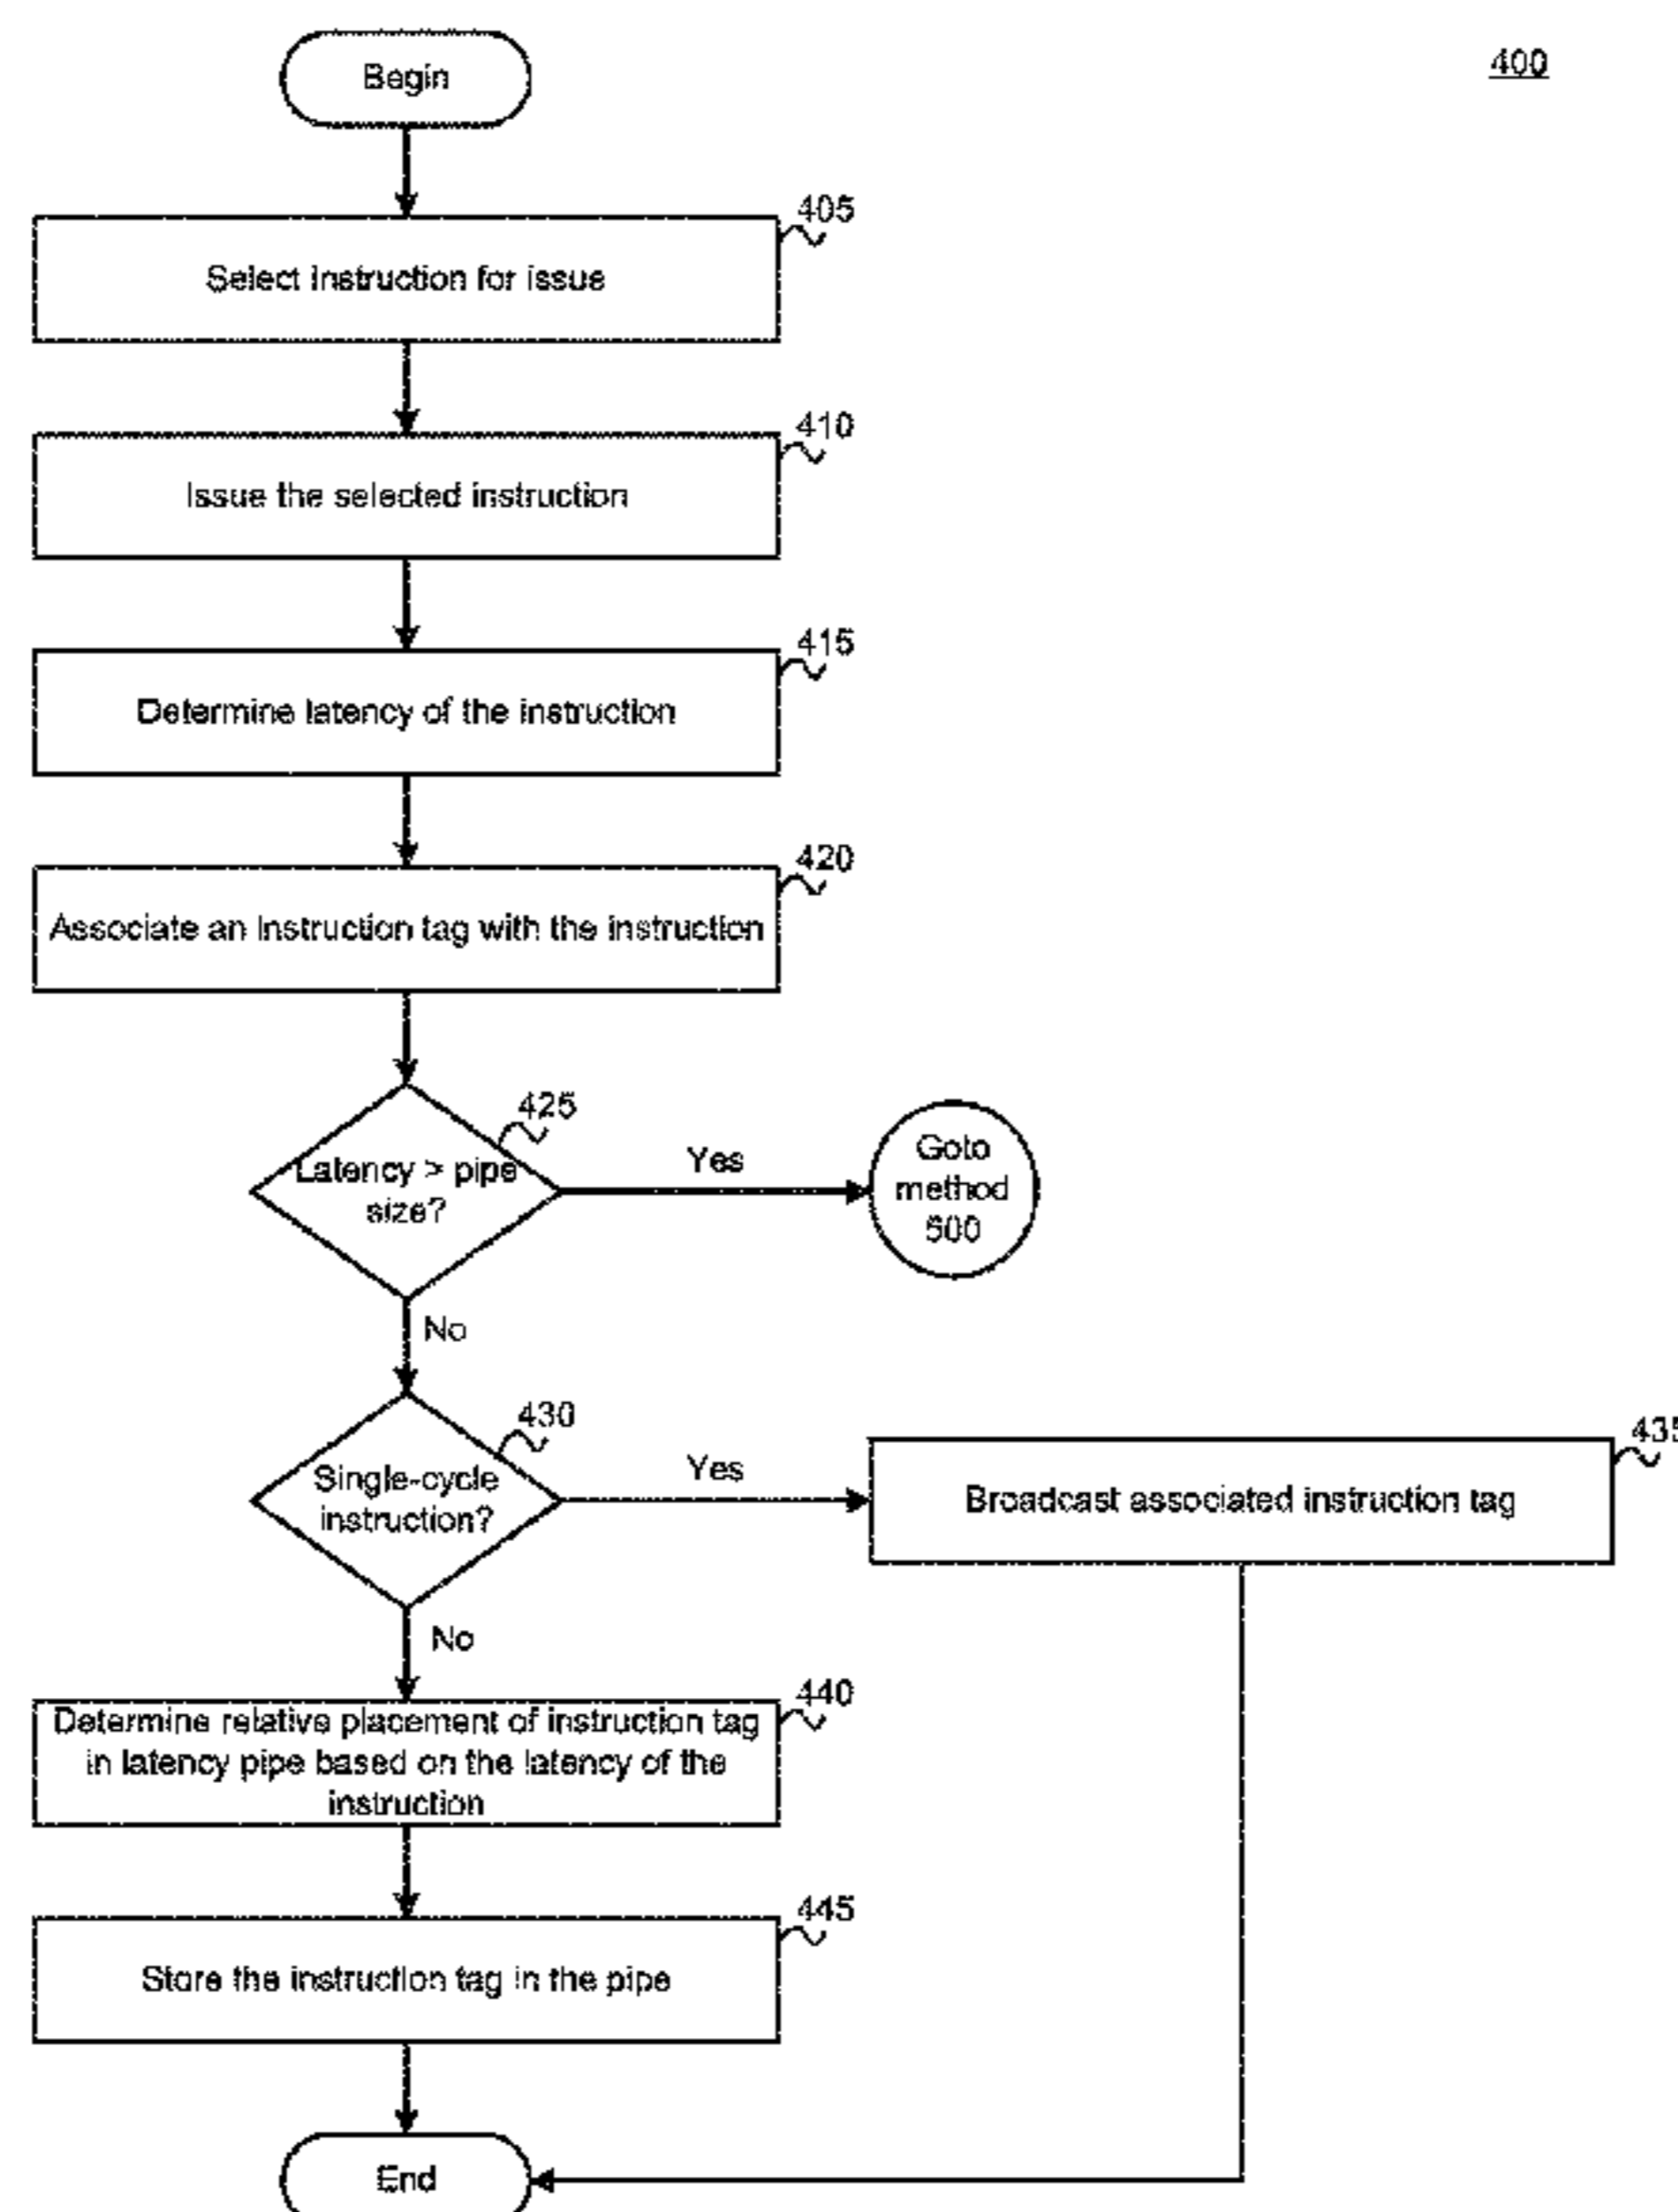 Begin
400
405
Select instruction for issue
410
Issue the selected instruction
415
Determine latency of the instruction
420
Associate an instruction tag with the instruction
425
Latency > pipe
size?
Yes
Goto
method
500
No
430
Single-cycle
instruction?
Yes
435
Broadcast associated instruction tag
No
440
Determine relative placement of instruction tag
in latency pipe based on the latency of the
instruction
445
Store the instruction tag in the pipe
End